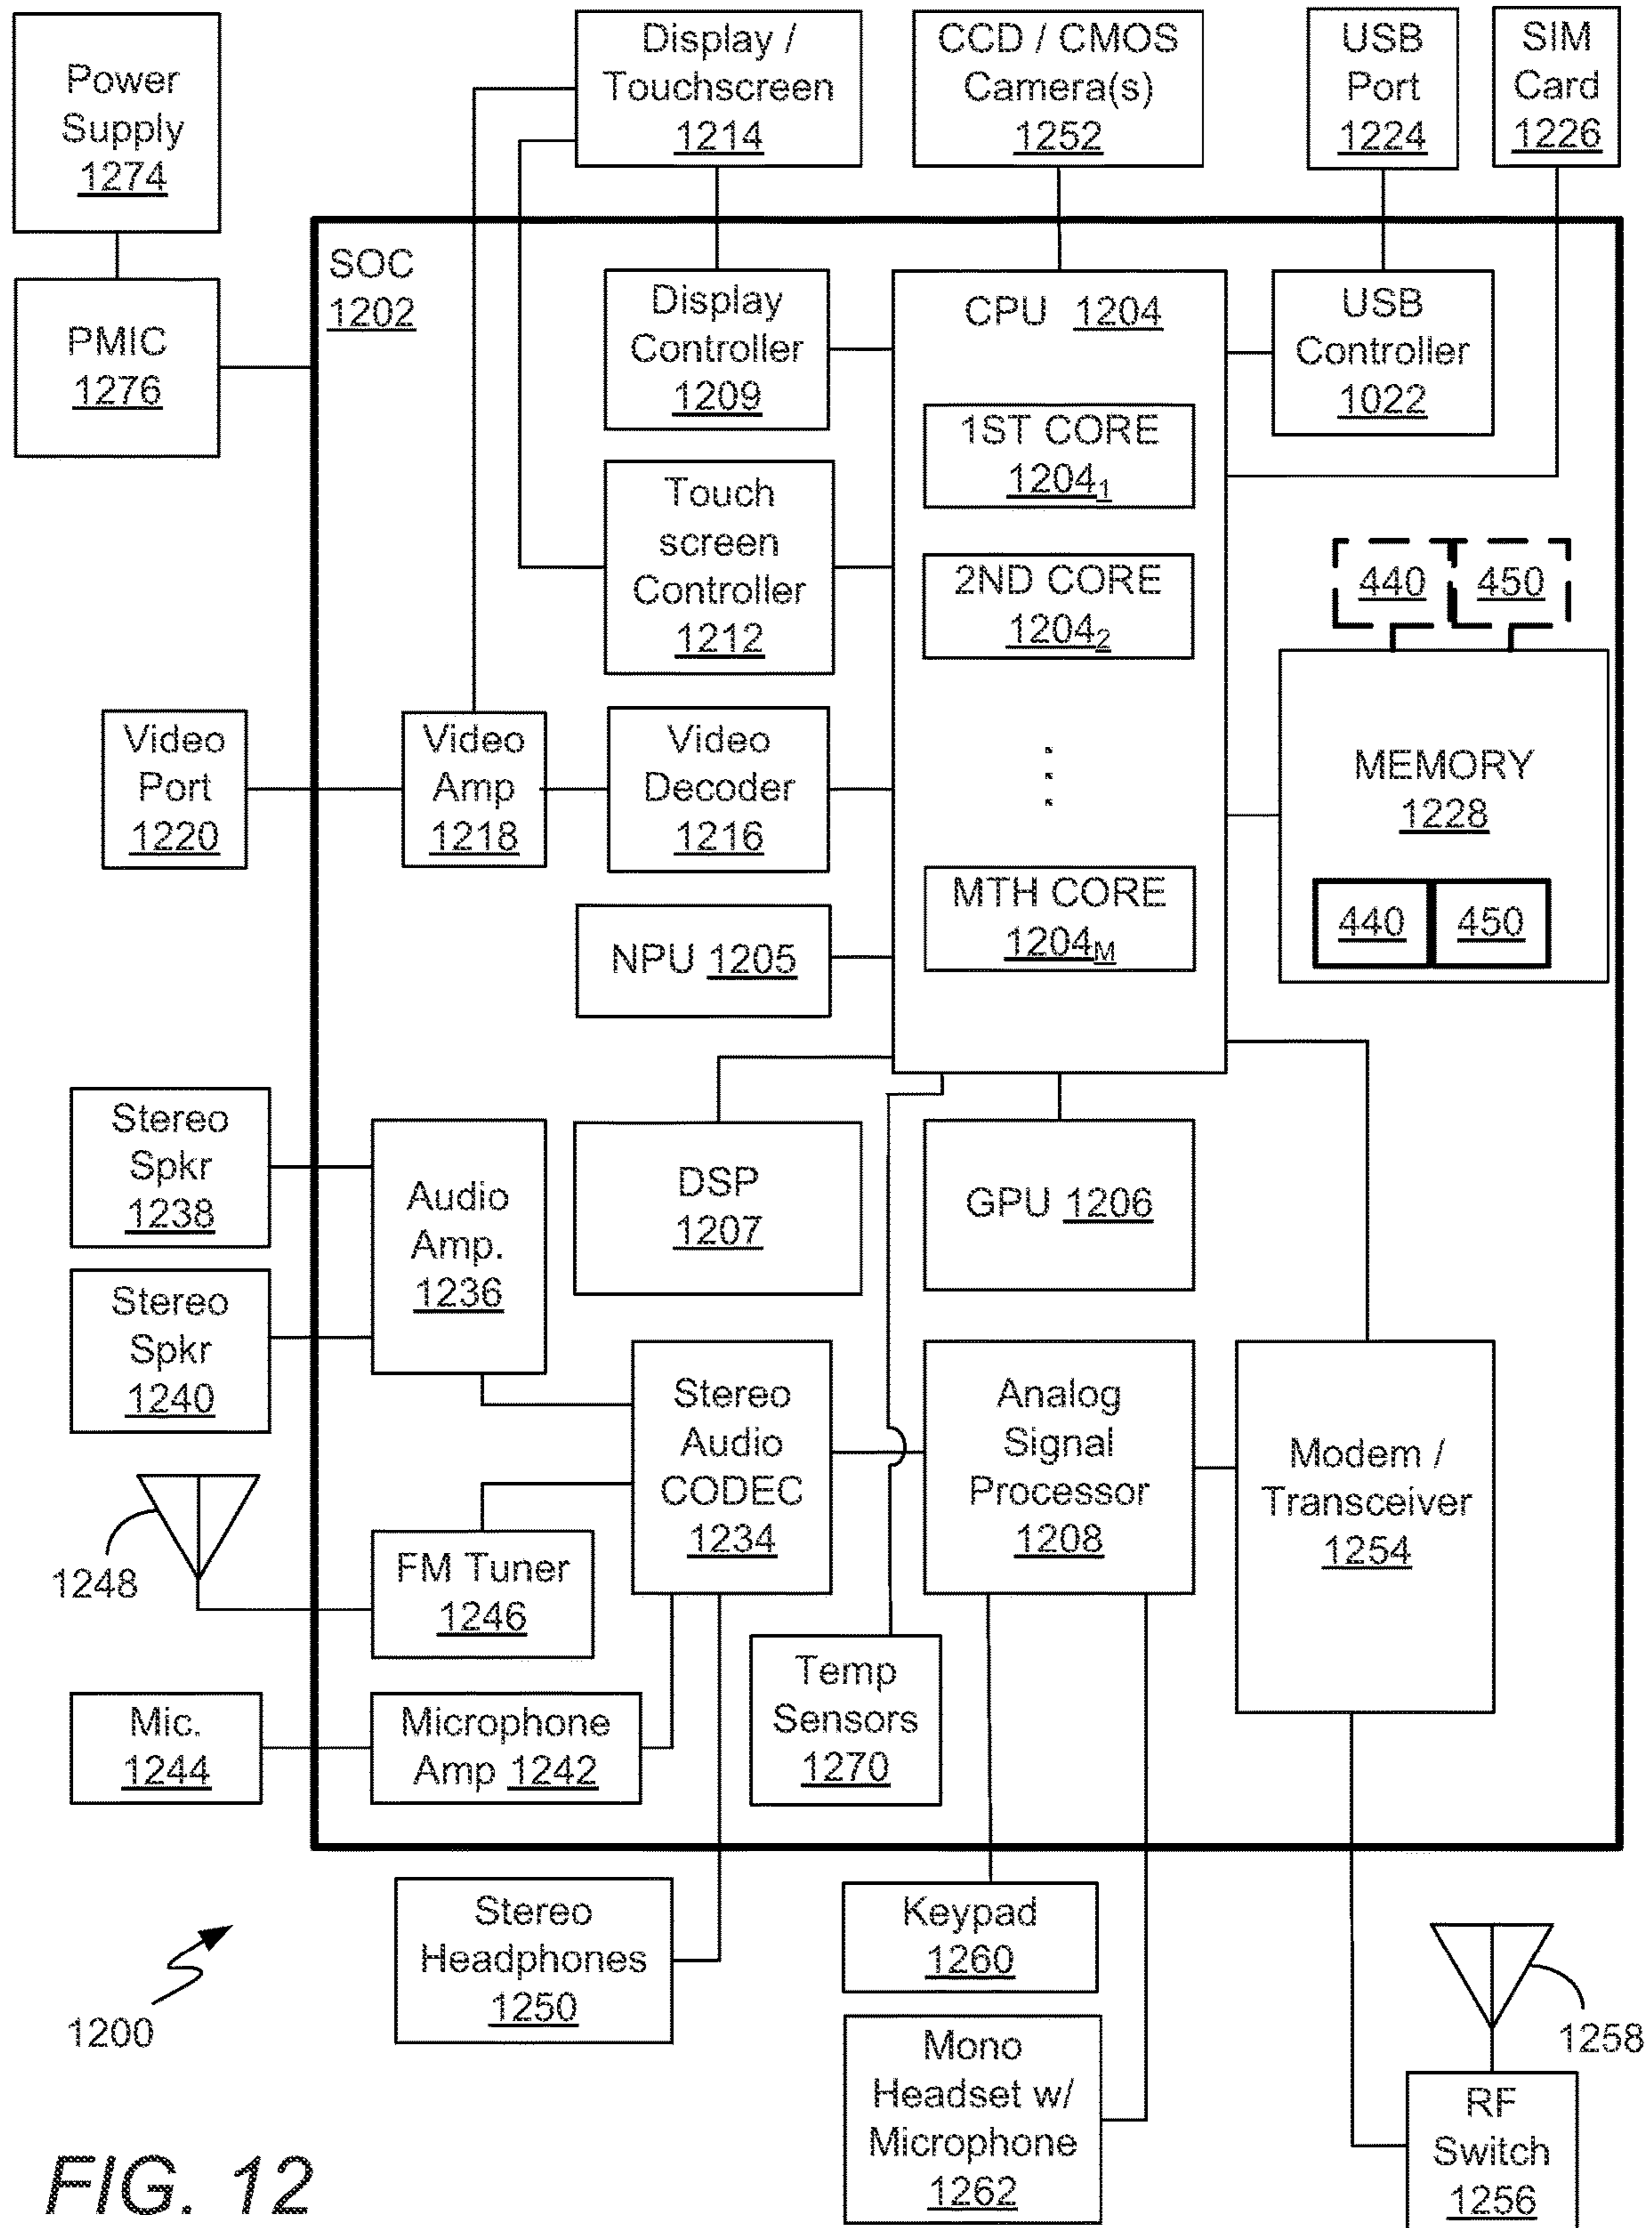 Power
Supply
1274
Display /
Touchscreen
1214
CCD / CMOS
Camera(s)
1252
USB
Port
1224
SIM
Card
1226
PMIC
1276
SOC
1202
Display
Controller
1209
CPU 1204
USB
Controller
1022
1ST CORE
1204₁
Touch
screen
Controller
1212
2ND CORE
1204₂
440
450
Video
Port
1220
Video
Amp
1218
Video
Decoder
1216
MEMORY
1228
440
450
MTH CORE
1204M
NPU 1205
Stereo
Spkr
1238
Audio
Amp.
1236
DSP
1207
GPU 1206
Stereo
Spkr
1240
Stereo
Audio
CODEC
1234
Analog
Signal
Processor
1208
Modem /
Transceiver
1254
1248
FM Tuner
1246
Temp
Sensors
1270
Mic.
1244
Microphone
Amp 1242
Stereo
Headphones
1250
Keypad
1260
1200
Mono
Headset w/
Microphone
1262
1258
RF
Switch
1256
FIG. 12